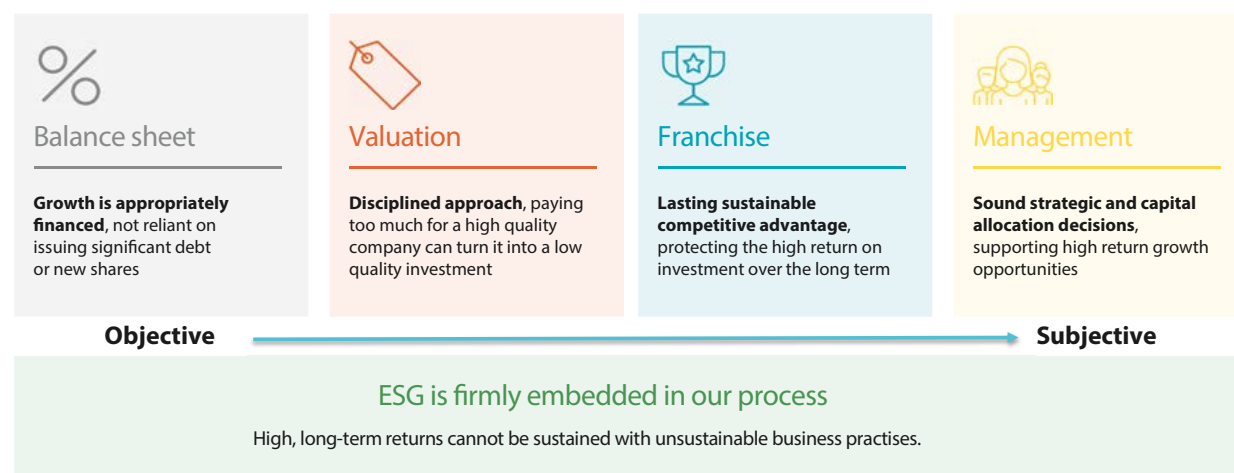 Balance sheet
Growth is appropriately
financed, not reliant on
issuing significant debt
or new shares
Valuation
Disciplined approach, paying
too much for a high quality
company can turn it into a low
quality investment
Franchise
Lasting sustainable
competitive advantage,
protecting the high return on
investment over the long term
Management
Sound strategic and capital
allocation decisions,
supporting high return growth
opportunities
Objective
Subjective
ESG is firmly embedded in our process
High, long-term returns cannot be sustained with unsustainable business practises.